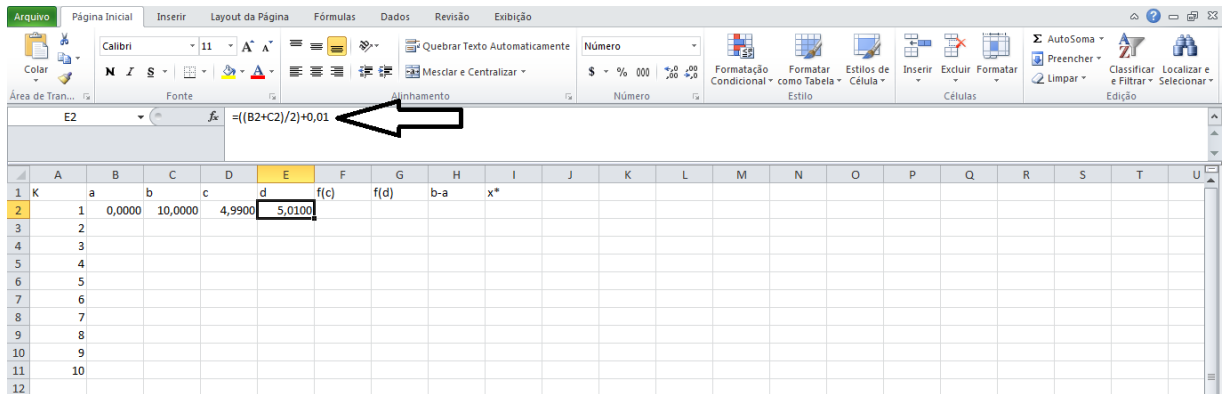 Arquivo Página Inicial Inserir Layout da Página Fórmulas Dados Revisão Exibição
Colar
Calibri 11 A A
N I S A
Quebrar Texto Automaticamente
Mesclar e Centralizar
Número
$ % 000 ,00 ,0
Formatação Condicional
Formatar como Tabela
Estilos de Célula
Inserir Excluir Formatar
Σ AutoSoma
Preencher
Limpar
Classificar e Filtrar
Localizar e Selecionar
Área de Tran... Fonte Alinhamento Número Estilo Células Edição
E2 fx =((B2+C2)/2)+0,01
A B C D E F G H I J K L M N O P Q R S T U
1 K a b c d f(c) f(d) b-a x*
2 1 0,0000 10,0000 4,9900 5,0100
3 2
4 3
5 4
6 5
7 6
8 7
9 8
10 9
11 10
12